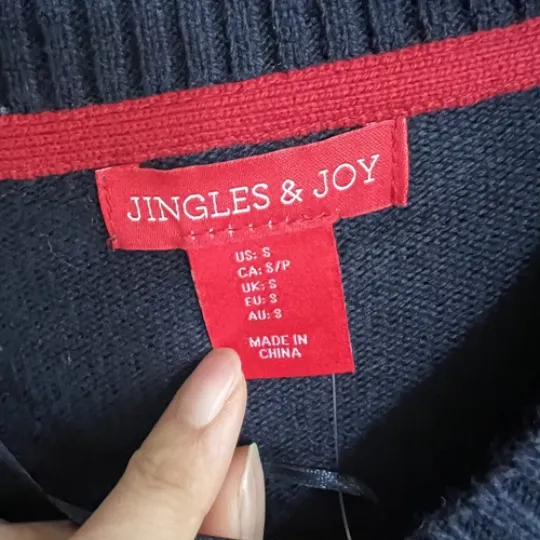 JINGLES & JOY
US: S
CA: S/P
UK: S
EU: S
AU: S
MADE IN
CHINA